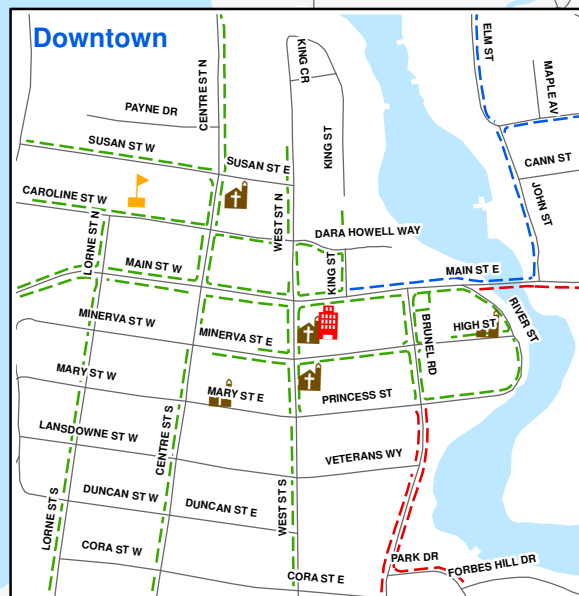 Downtown
ELM ST
KING CR
CENTRE ST N
MAPLE AV
PAYNE DR
SUSAN ST W
KING ST
SUSAN ST E
CANN ST
CAROLINE ST W
JOHN ST
WEST ST N
LORNE ST N
DARA HOWELL WAY
MAIN ST W
KING ST
MAIN ST E
MINERVA ST W
MINERVA ST E
BRUNEL RD
HIGH ST
RIVER ST
MARY ST W
MARY ST E
PRINCESS ST
LANSDOWNE ST W
CENTRE ST S
VETERANS WY
DUNCAN ST W
DUNCAN ST E
WEST ST S
LORNE ST S
CORA ST W
CORA ST E
PARK DR
FORBES HILL DR